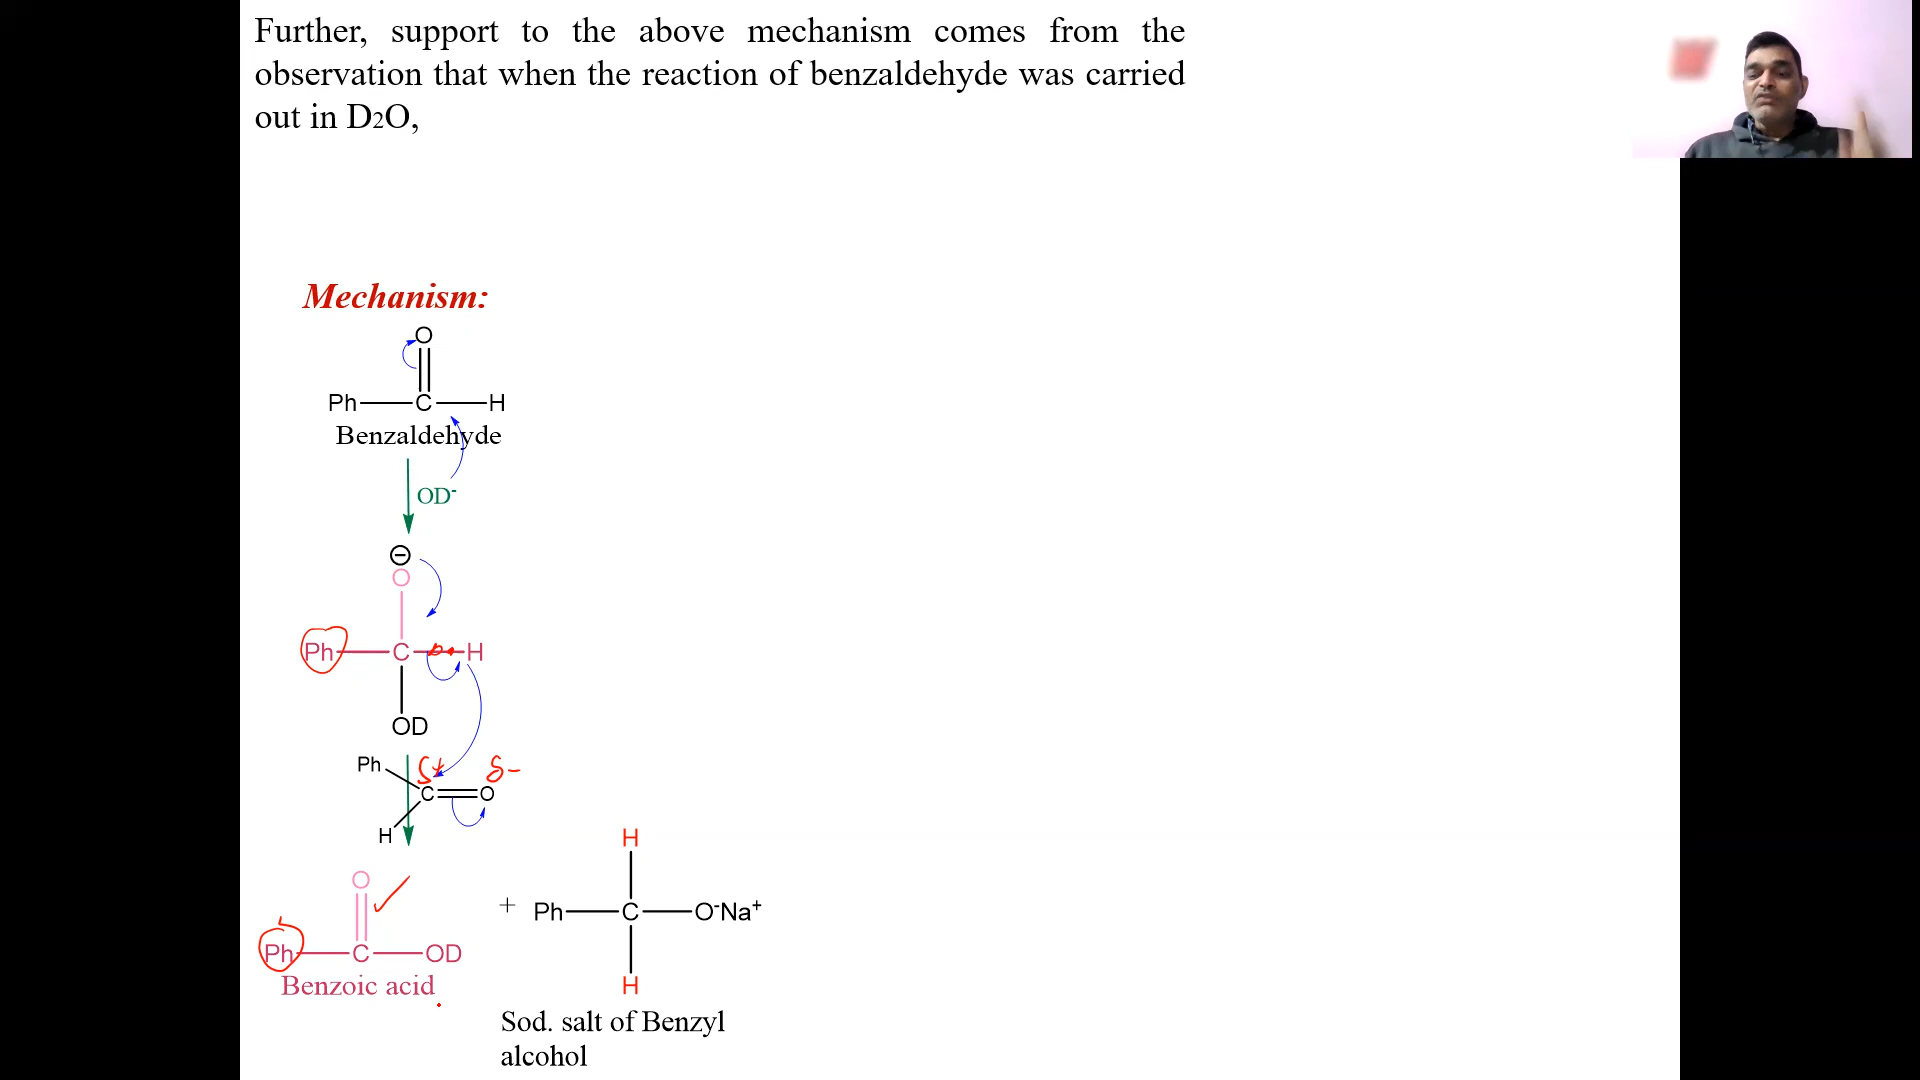 Further, support to the above mechanism comes from the
observation that when the reaction of benzaldehyde was carried
out in D2O,
Mechanism:
O
Ph C H
Benzaldehyde
OD-
O
Ph C H
OD
Ph δ+ δ-
C O
H
O
Ph C OD
Benzoic acid
+
H
Ph C O-Na+
H
Sod. salt of Benzyl
alcohol